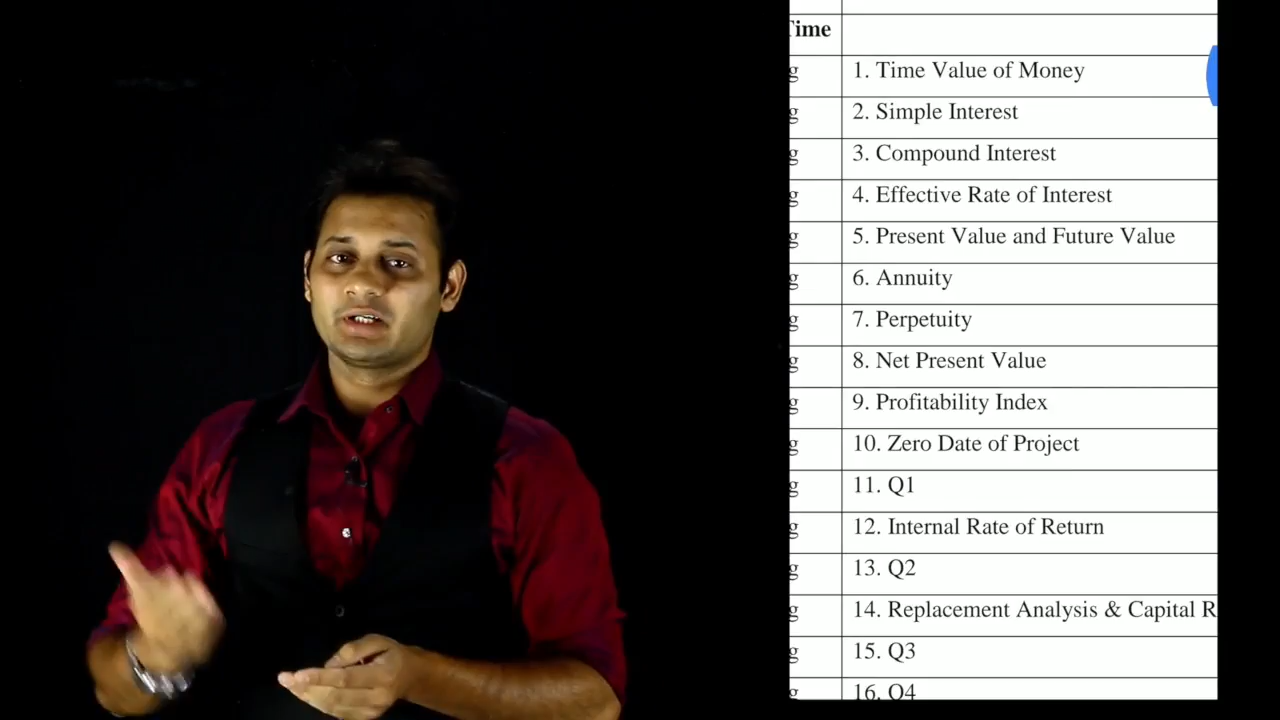 Time
g 1. Time Value of Money
g 2. Simple Interest
g 3. Compound Interest
g 4. Effective Rate of Interest
g 5. Present Value and Future Value
g 6. Annuity
g 7. Perpetuity
g 8. Net Present Value
g 9. Profitability Index
g 10. Zero Date of Project
g 11. Q1
g 12. Internal Rate of Return
g 13. Q2
g 14. Replacement Analysis & Capital R
g 15. Q3
g 16. Q4